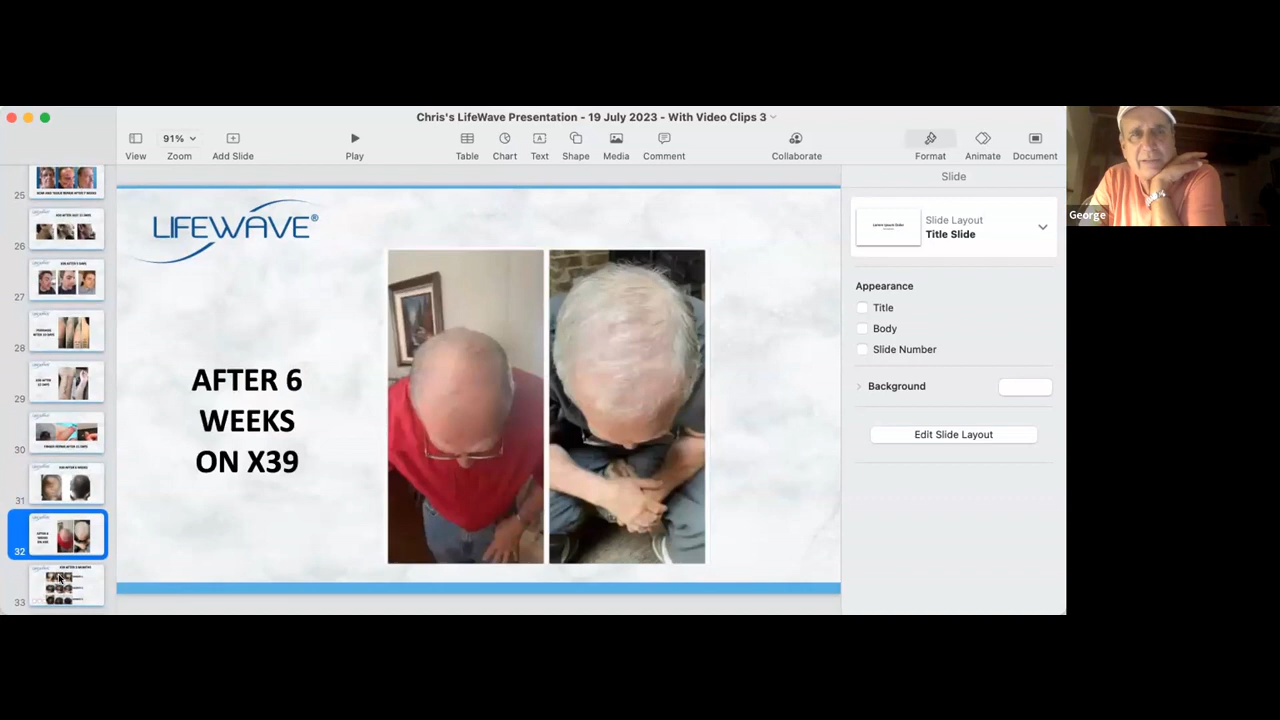 Chris's LifeWave Presentation - 19 July 2023 - With Video Clips 3
91%
View
Zoom
Add Slide
Play
Table
Chart
Text
Shape
Media
Comment
Collaborate
Format
Animate
Document
25
26
27
28
29
30
31
32
33
LIFEWAVE®
AFTER 6
WEEKS
ON X39
Slide
Slide Layout
Title Slide
Appearance
Title
Body
Slide Number
Background
Edit Slide Layout
George